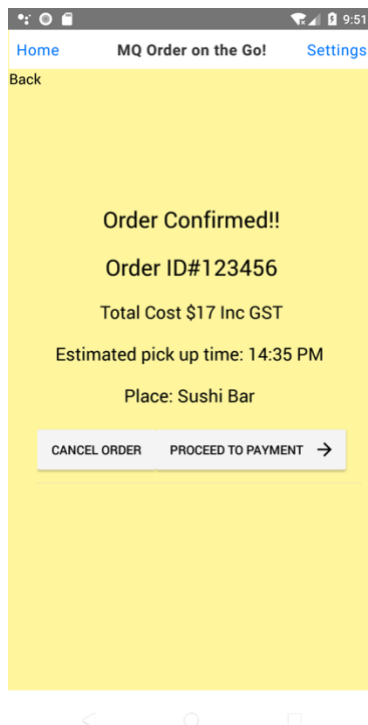 9:51
Home MQ Order on the Go! Settings
Back
Order Confirmed!!
Order ID#123456
Total Cost $17 Inc GST
Estimated pick up time: 14:35 PM
Place: Sushi Bar
CANCEL ORDER PROCEED TO PAYMENT →